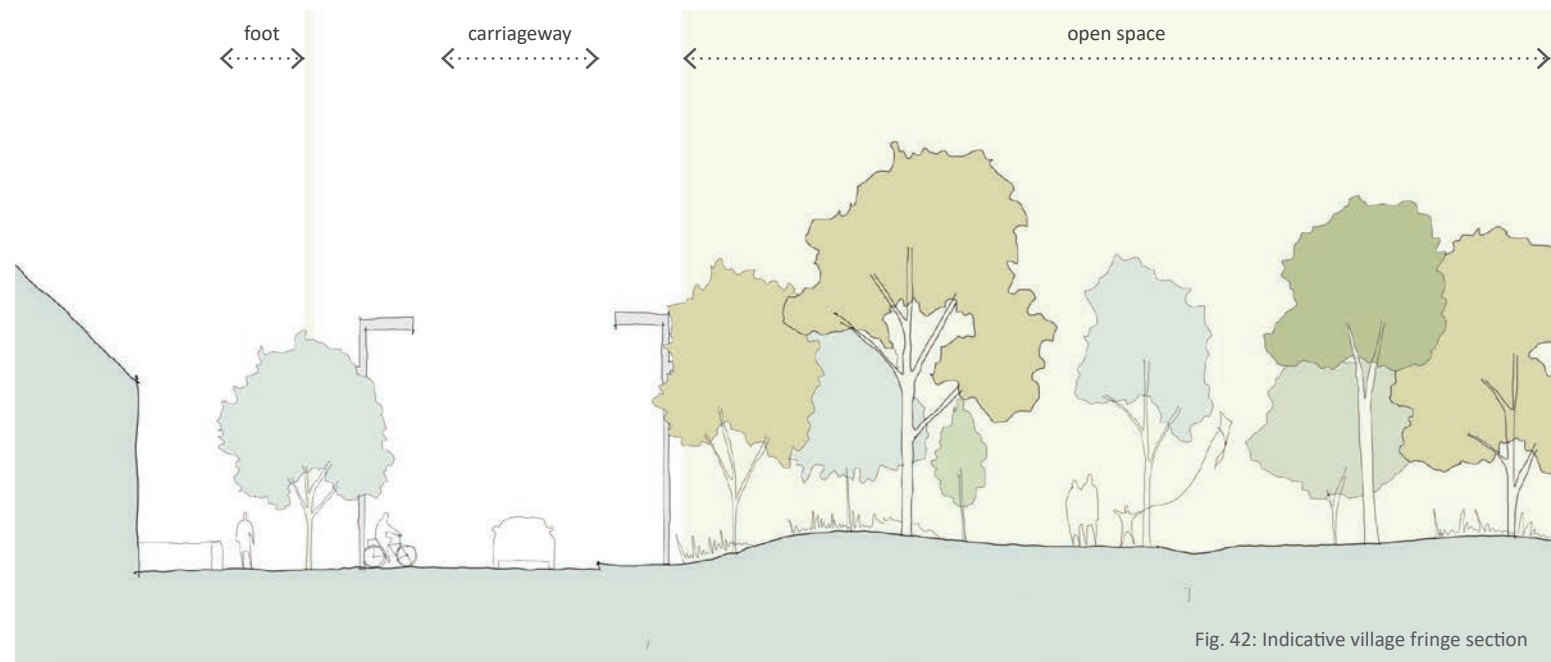 foot
carriageway
open space
Fig. 42: Indicative village fringe section